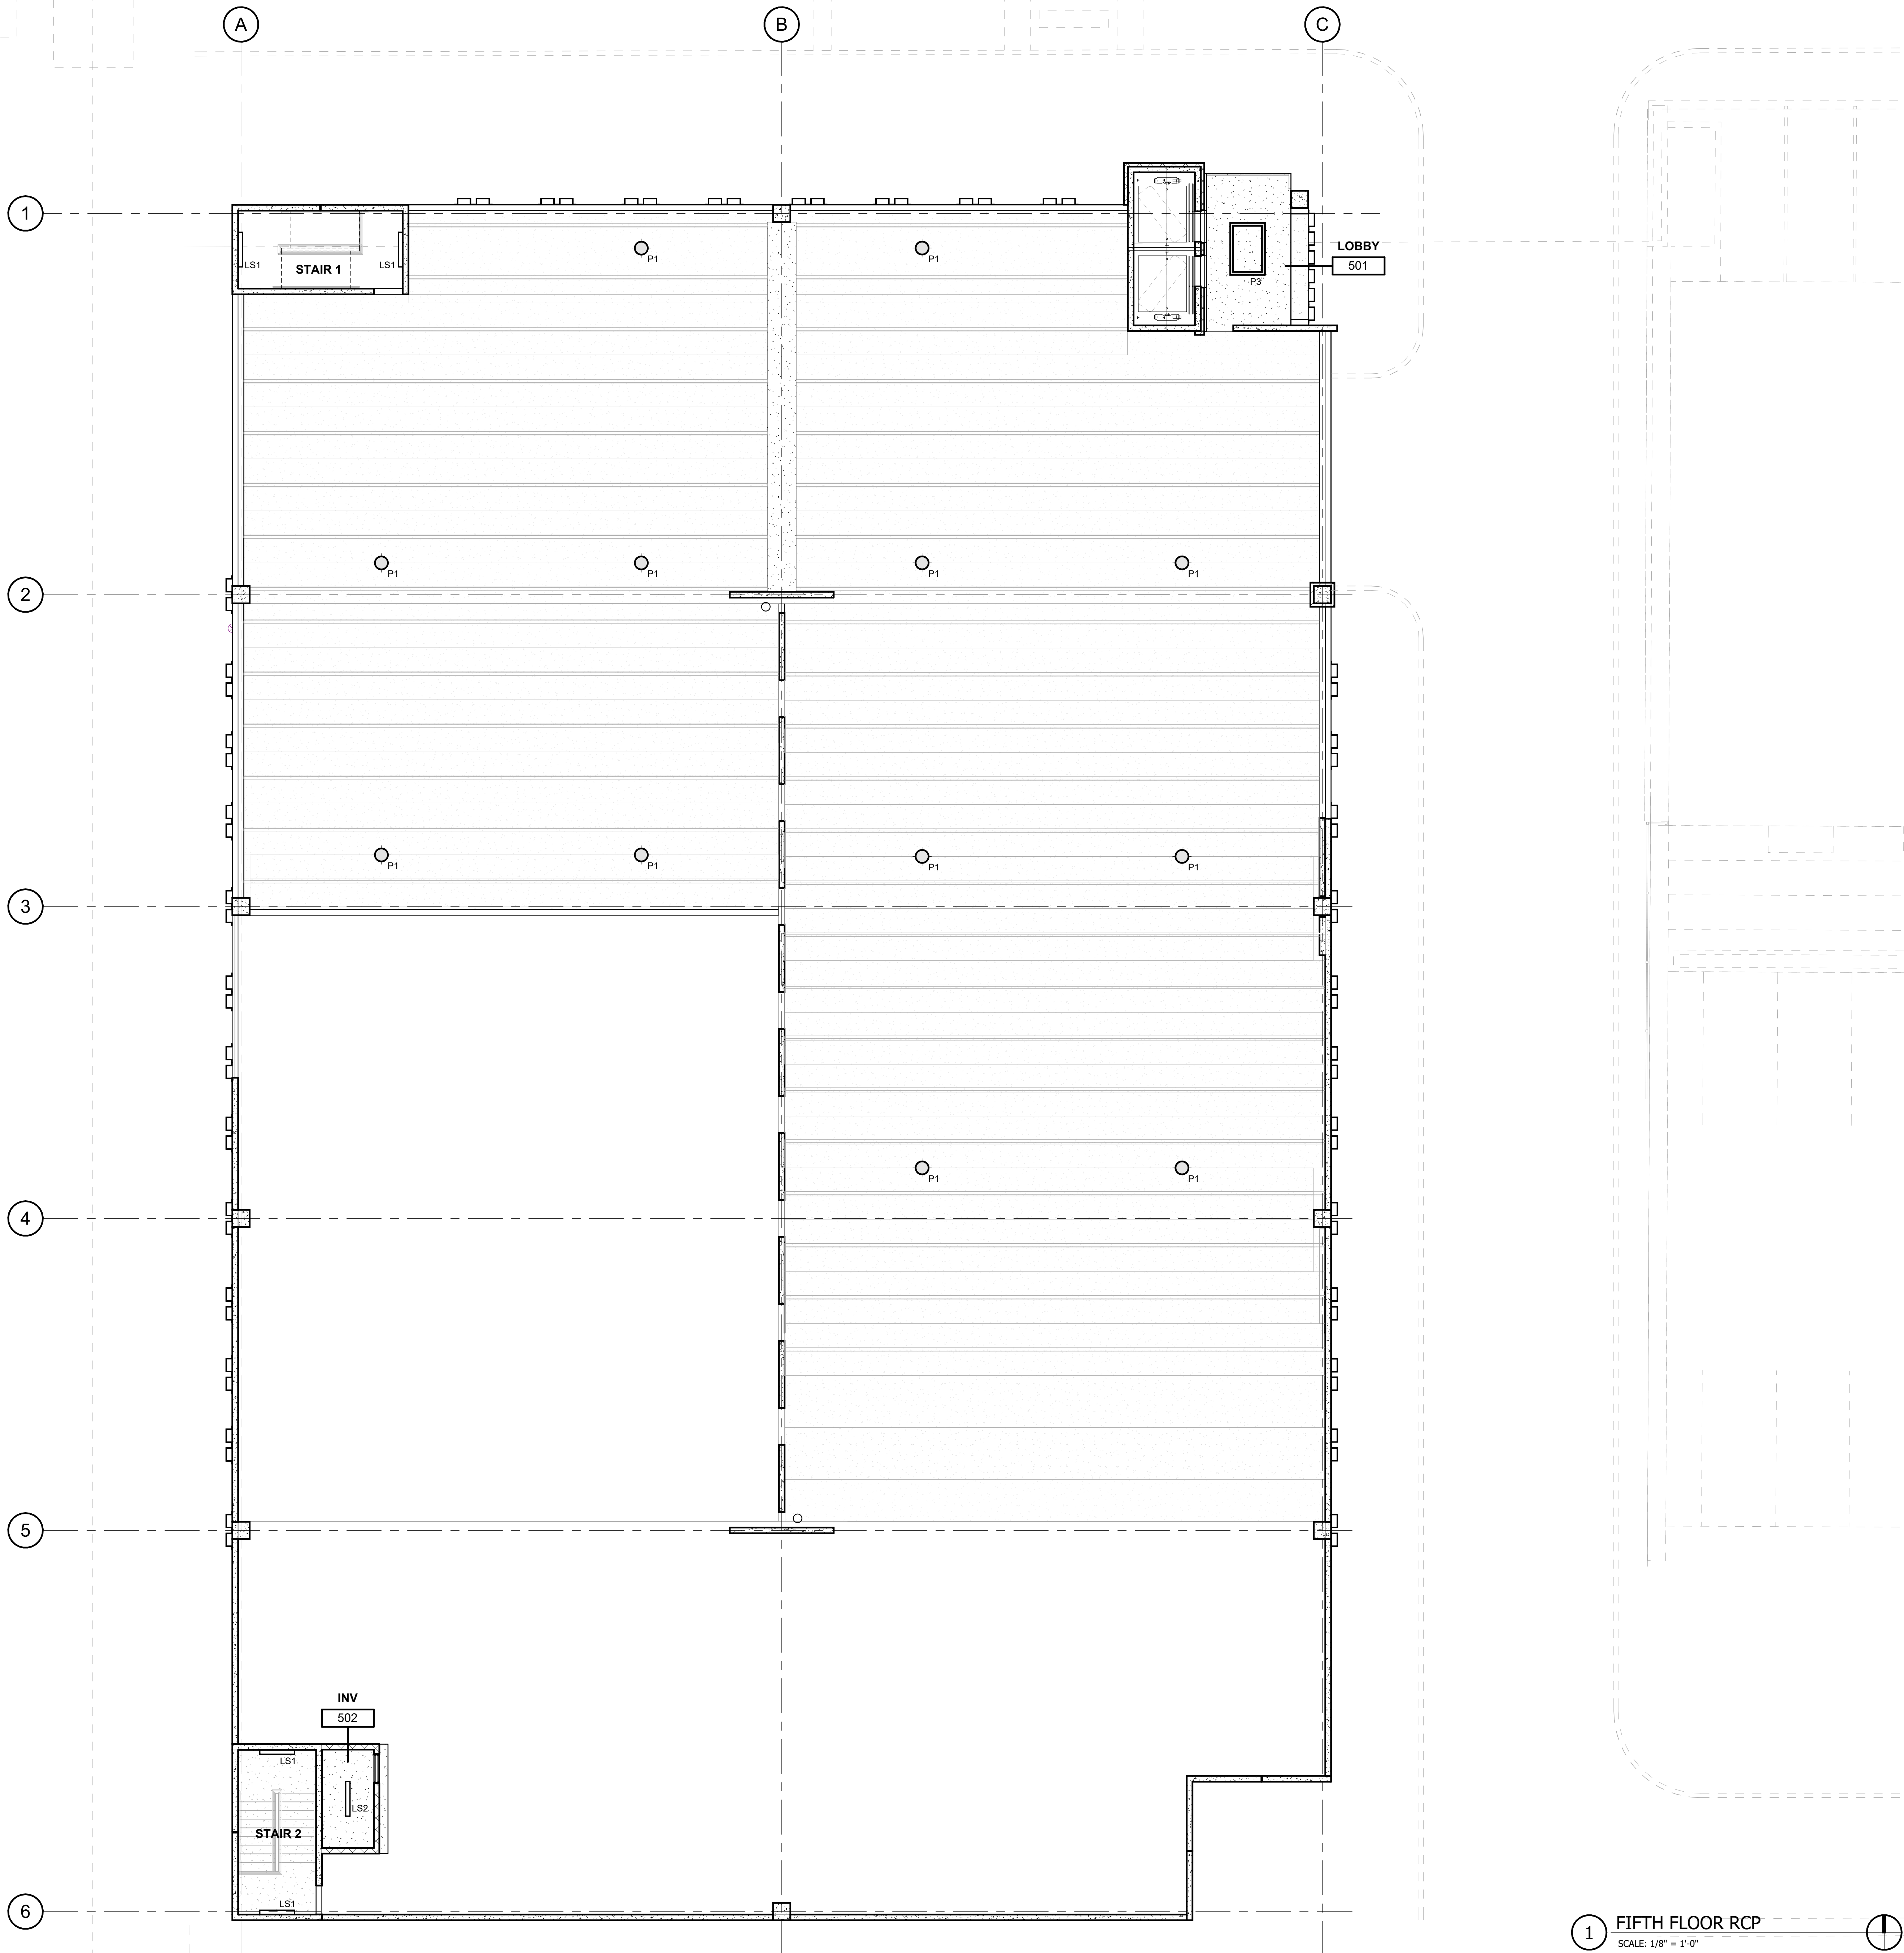 A
B
C
1
LS1
STAIR 1
LS1
P1
P1
P3
LOBBY
501
P1
P1
P1
P1
2
P1
P1
P1
P1
3
P1
P1
4
5
INV
502
LS1
LS2
STAIR 2
LS1
6
1
FIFTH FLOOR RCP
SCALE: 1/8" = 1'-0"